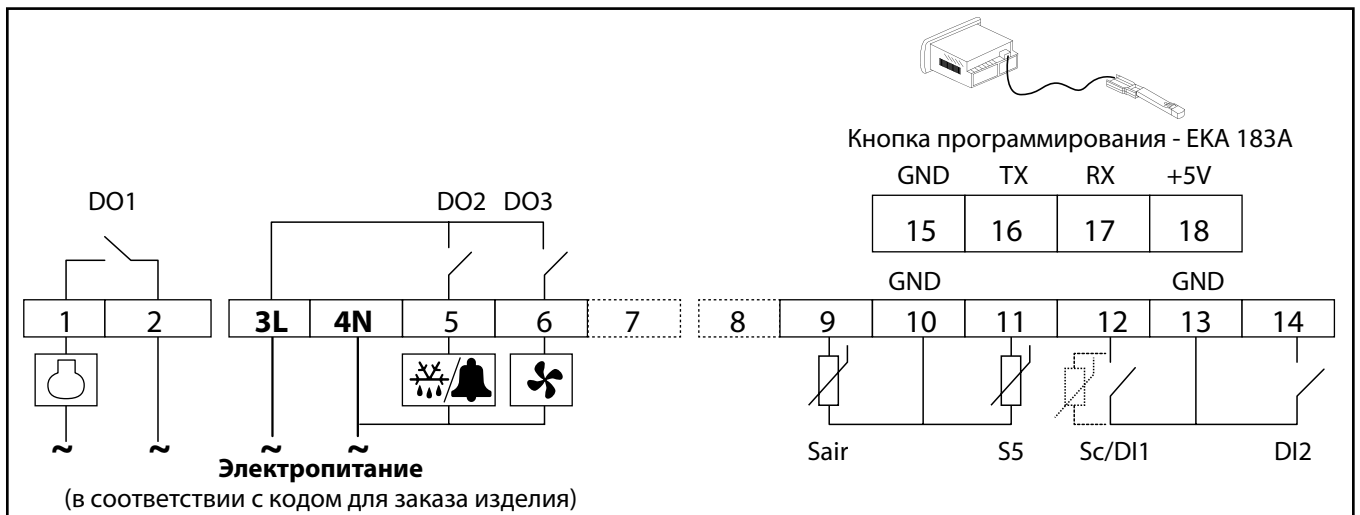 Кнопка программирования - EKA 183A
GND TX RX +5V
15 16 17 18
DO1 DO2 DO3
GND GND
1 2 3L 4N 5 6 7 8 9 10 11 12 13 14
~ ~ ~ ~
Sair S5 Sc/DI1 DI2
Электропитание
(в соответствии с кодом для заказа изделия)